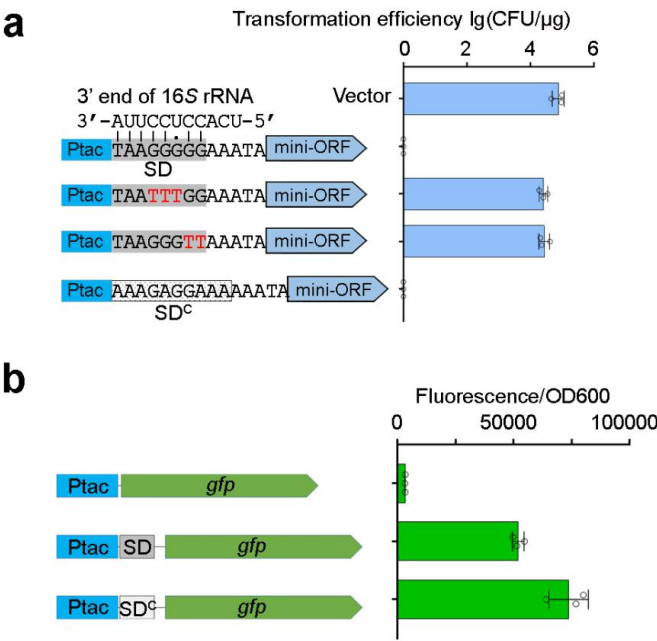 a
Transformation efficiency lg(CFU/µg)
0 2 4 6
Vector
3’ end of 16S rRNA
3’-AUUCCUCCACU-5’
Ptac TAAGGGGGAAATA mini-ORF
SD
Ptac TAATTTGGAAATA mini-ORF
Ptac TAAGGGTTAAATA mini-ORF
Ptac AAAGAGGAAAAAATA mini-ORF
SDᶜ
b
Fluorescence/OD600
0 50000 100000
Ptac gfp
Ptac SD gfp
Ptac SDᶜ gfp